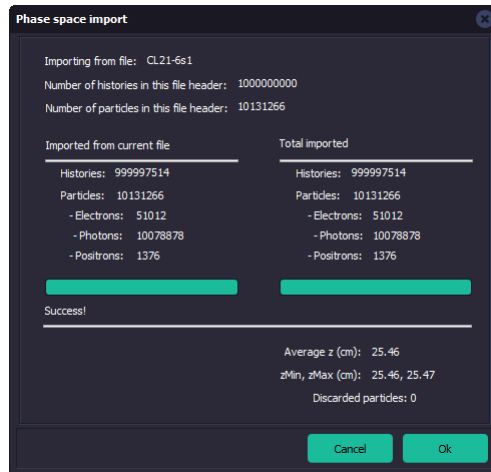 Phase space import
Importing from file: CL21-6s1
Number of histories in this file header: 1000000000
Number of particles in this file header: 10131266
Imported from current file
Histories: 999997514
Particles: 10131266
- Electrons: 51012
- Photons: 10078878
- Positrons: 1376
Total imported
Histories: 999997514
Particles: 10131266
- Electrons: 51012
- Photons: 10078878
- Positrons: 1376
Success!
Average z (cm): 25.46
zMin, zMax (cm): 25.46, 25.47
Discarded particles: 0
Cancel
Ok